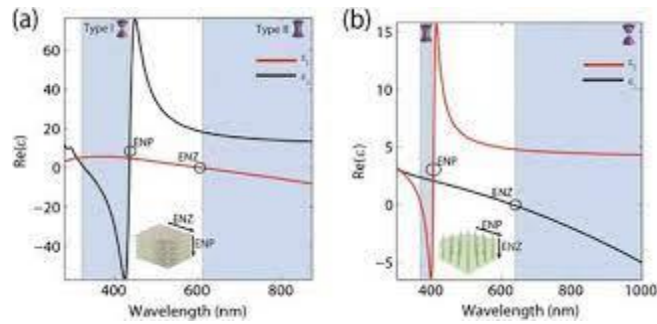 (a)
Type I
Type II
60
40
20
0
−20
−40
Re(ε)
ENP
ENZ
ENZ
ENP
400
600
800
Wavelength (nm)
(b)
15
10
5
0
−5
Re(ε)
ENP
ENZ
ENP
ENZ
400
600
800
1000
Wavelength (nm)